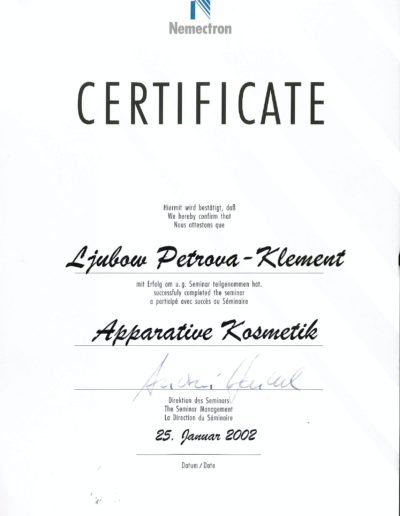 Nemectron
CERTIFICATE
Hiermit wird bestätigt, daß
We hereby confirm that
Nous attestons que
Ljubow Petrova-Klement
mit Erfolg am u. g. Seminar teilgenommen hat.
successfuly completed the seminar
a participé avec succès au Séminaire
Apparative Kosmetik
Direktion des Seminars
The Seminar Management
La Direction du Séminaire
25. Januar 2002
Datum / Date